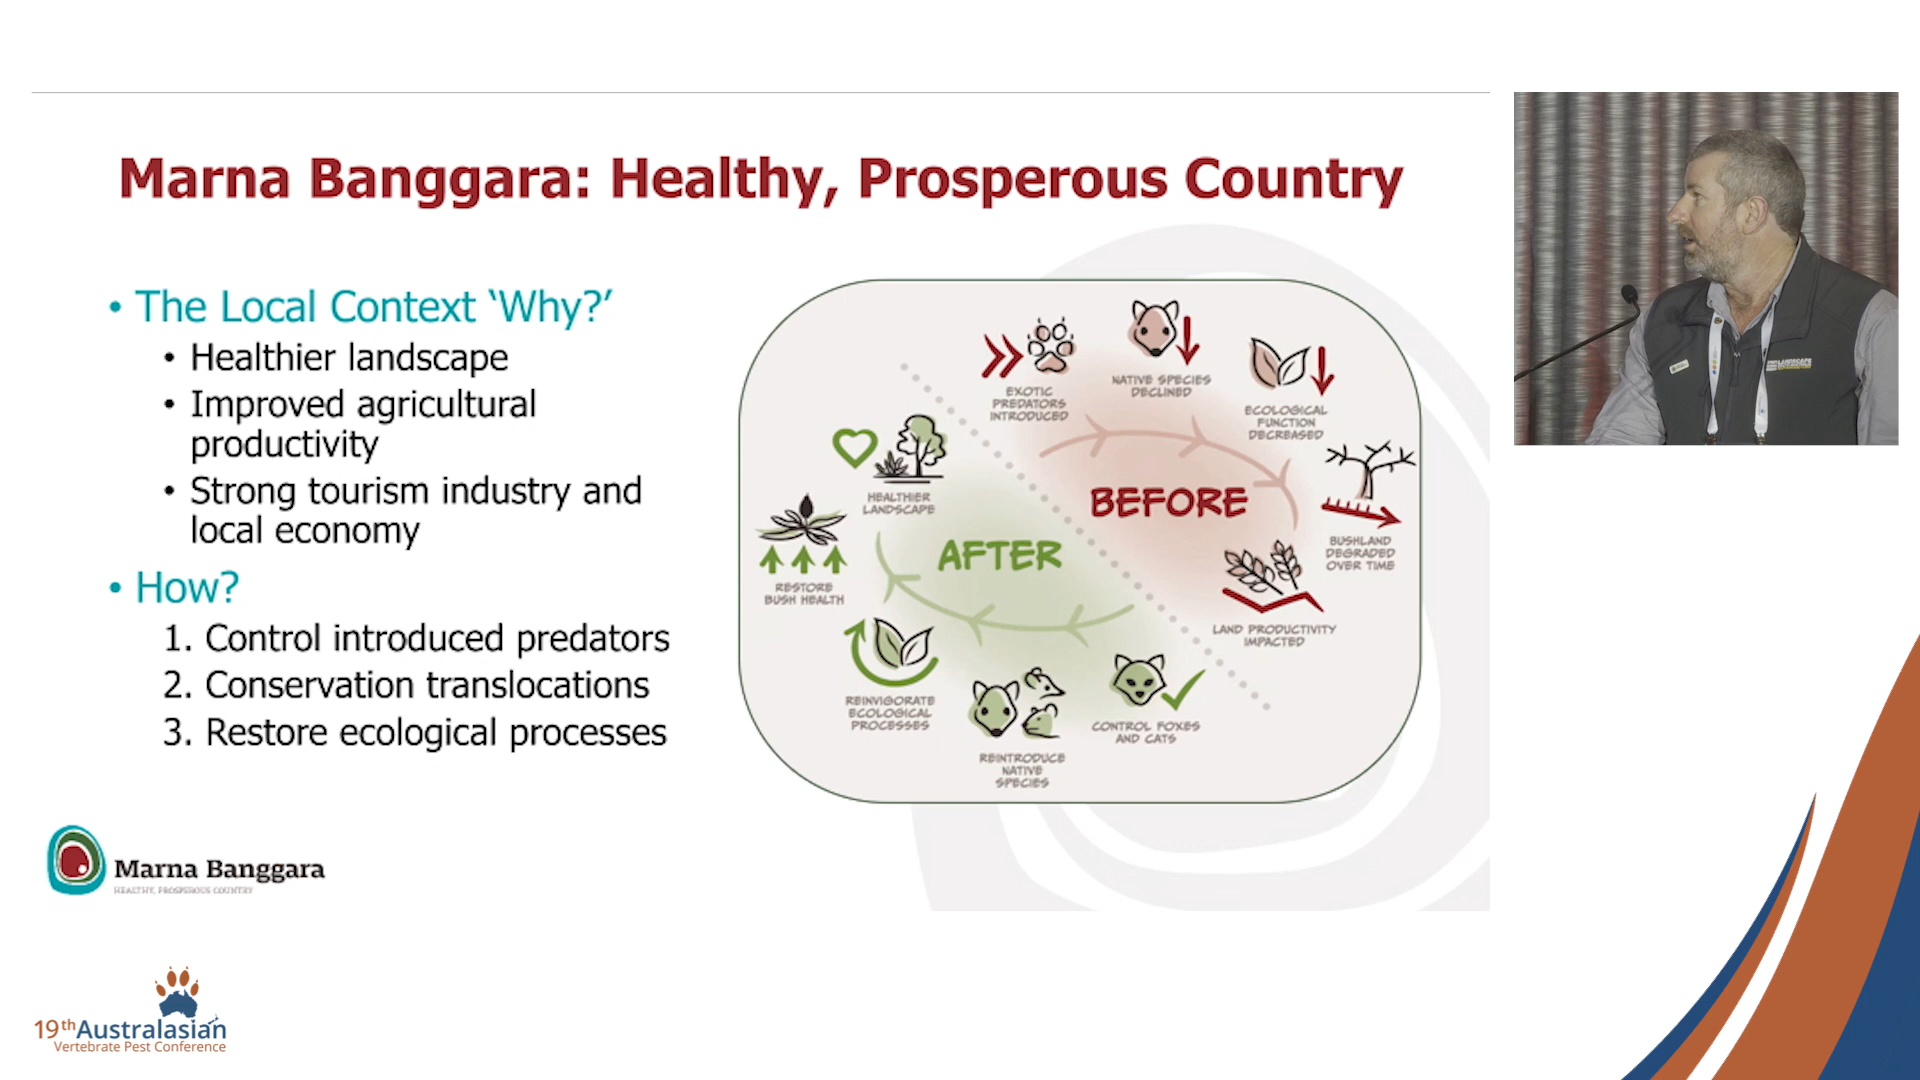 Marna Banggara: Healthy, Prosperous Country
• The Local Context ‘Why?’
• Healthier landscape
• Improved agricultural
productivity
• Strong tourism industry and
local economy
• How?
1. Control introduced predators
2. Conservation translocations
3. Restore ecological processes
EXOTIC
PREDATORS
INTRODUCED
NATIVE SPECIES
DECLINED
ECOLOGICAL
FUNCTION
DECREASED
BUSHLAND
DEGRADED
OVER TIME
LAND PRODUCTIVITY
IMPACTED
BEFORE
AFTER
CONTROL FOXES
AND CATS
REINTRODUCE
NATIVE
SPECIES
REINVIGORATE
ECOLOGICAL
PROCESSES
RESTORE
BUSH HEALTH
HEALTHIER
LANDSCAPE
Marna Banggara
HEALTHY, PROSPEROUS COUNTRY
19th Australasian
Vertebrate Pest Conference
LANDSCAPE